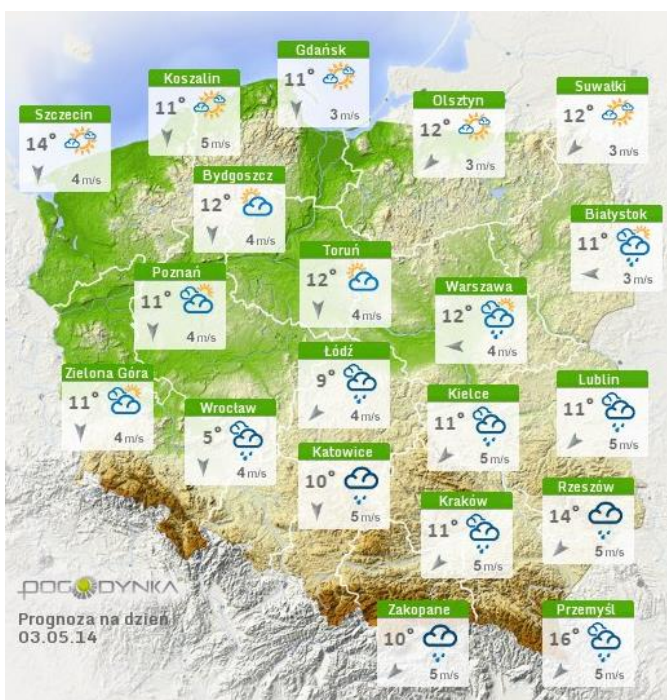 Gdańsk
11°
3 m/s
Koszalin
11°
5 m/s
Suwałki
12°
3 m/s
Olsztyn
12°
3 m/s
Szczecin
14°
4 m/s
Bydgoszcz
12°
4 m/s
Białystok
11°
3 m/s
Toruń
12°
4 m/s
Poznań
11°
4 m/s
Warszawa
12°
4 m/s
Łódź
9°
4 m/s
Zielona Góra
11°
4 m/s
Lublin
11°
5 m/s
Kielce
11°
5 m/s
Wrocław
5°
4 m/s
Katowice
10°
5 m/s
Rzeszów
14°
5 m/s
Kraków
11°
5 m/s
POGODYNKA
Prognoza na dzień
03.05.14
Zakopane
10°
5 m/s
Przemyśl
16°
5 m/s